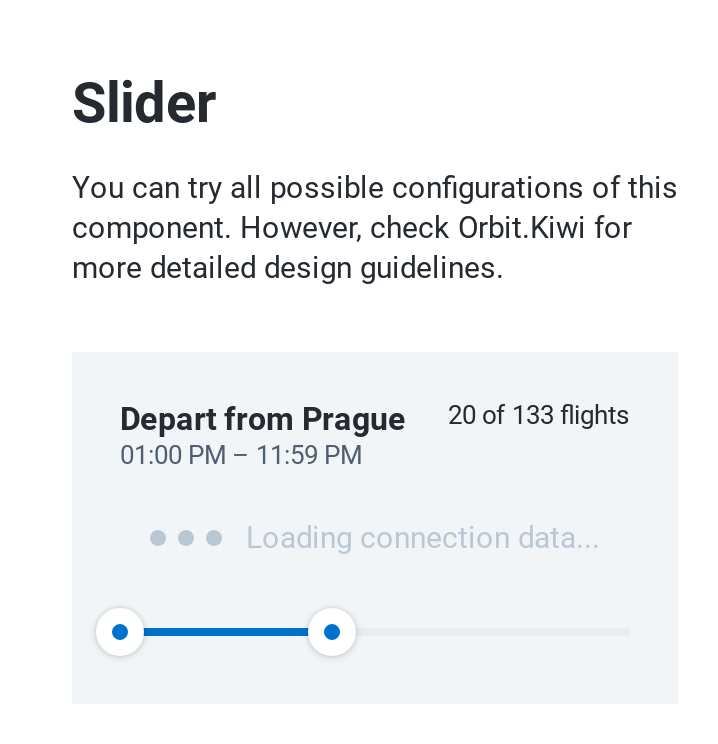 Slider
You can try all possible configurations of this
component. However, check Orbit.Kiwi for
more detailed design guidelines.
Depart from Prague
20 of 133 flights
01:00 PM – 11:59 PM
Loading connection data...